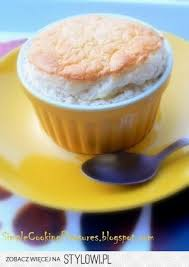 SimpleCookingPleasures.blogspot.com
ZOBACZ WIĘCEJ NA STYLOWI.PL